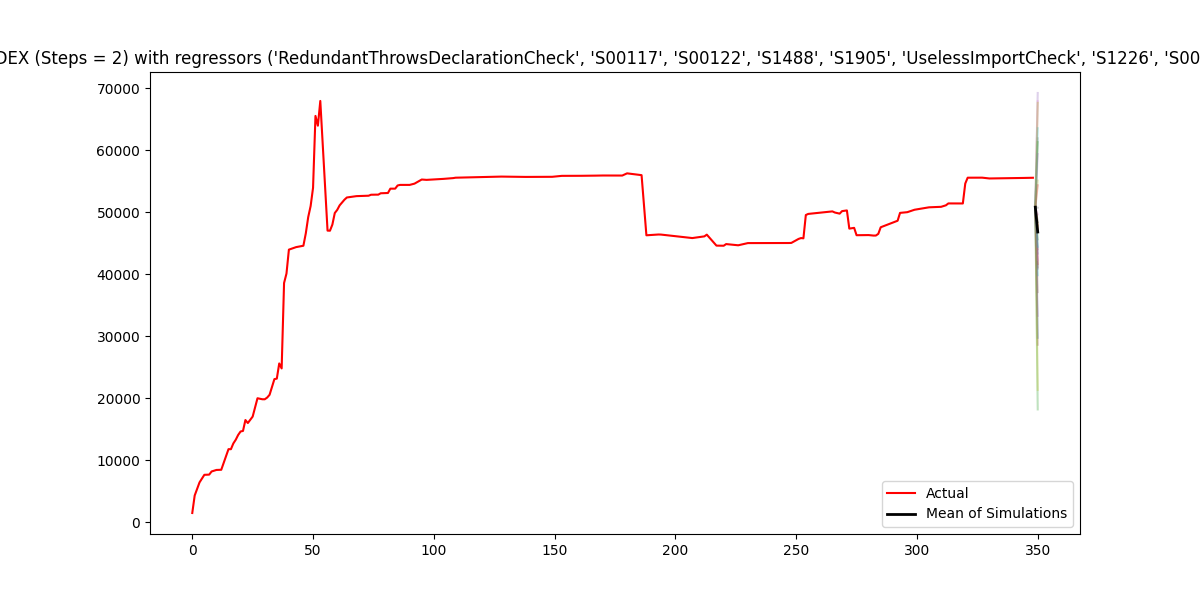 DEX (Steps = 2) with regressors ('RedundantThrowsDeclarationCheck', 'S00117', 'S00122', 'S1488', 'S1905', 'UselessImportCheck', 'S1226', 'S00
70000
60000
50000
40000
30000
20000
10000
0
Actual
Mean of Simulations
0 50 100 150 200 250 300 350